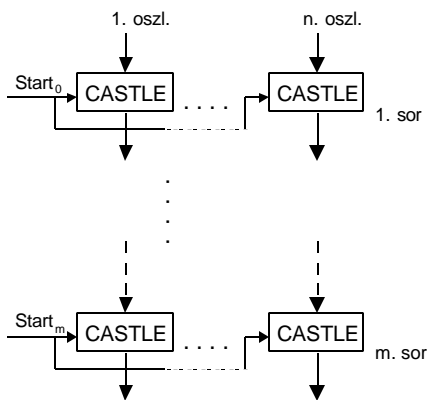 1. oszl. n. oszl.
Start0
CASTLE . . . . CASTLE
1. sor
Startm
CASTLE . . . . CASTLE
m. sor